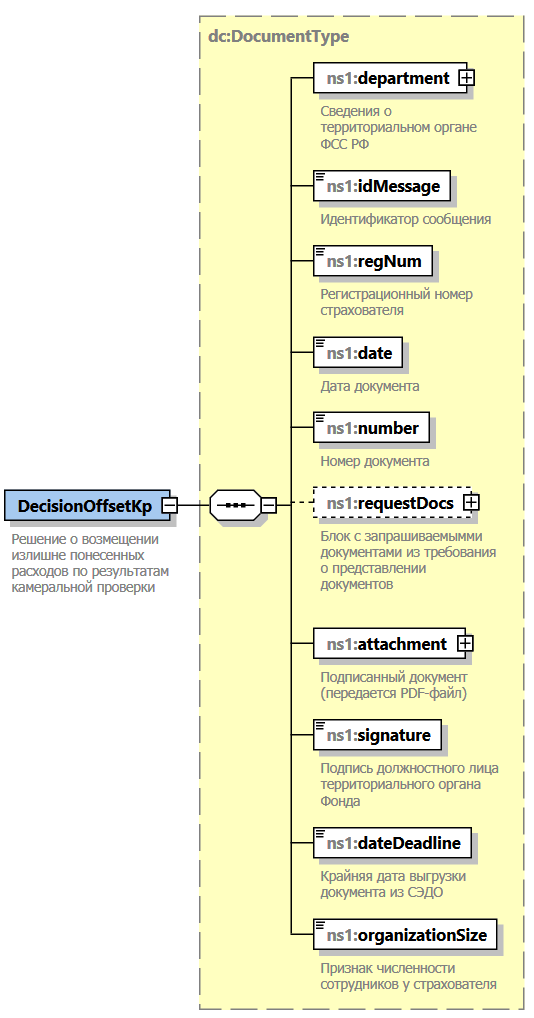 dc:DocumentType
ns1:department
Сведения о
территориальном органе
ФСС РФ
ns1:idMessage
Идентификатор сообщения
ns1:regNum
Регистрационный номер
страхователя
ns1:date
Дата документа
ns1:number
Номер документа
DecisionOffsetKp
Решение о возмещении
излишне понесенных
расходов по результатам
камеральной проверки
ns1:requestDocs
Блок с запрашиваемымми
документами из требования
о представлении
документов
ns1:attachment
Подписанный документ
(передается PDF-файл)
ns1:signature
Подпись должностного лица
территориального органа
Фонда
ns1:dateDeadline
Крайняя дата выгрузки
документа из СЭДО
ns1:organizationSize
Признак численности
сотрудников у страхователя